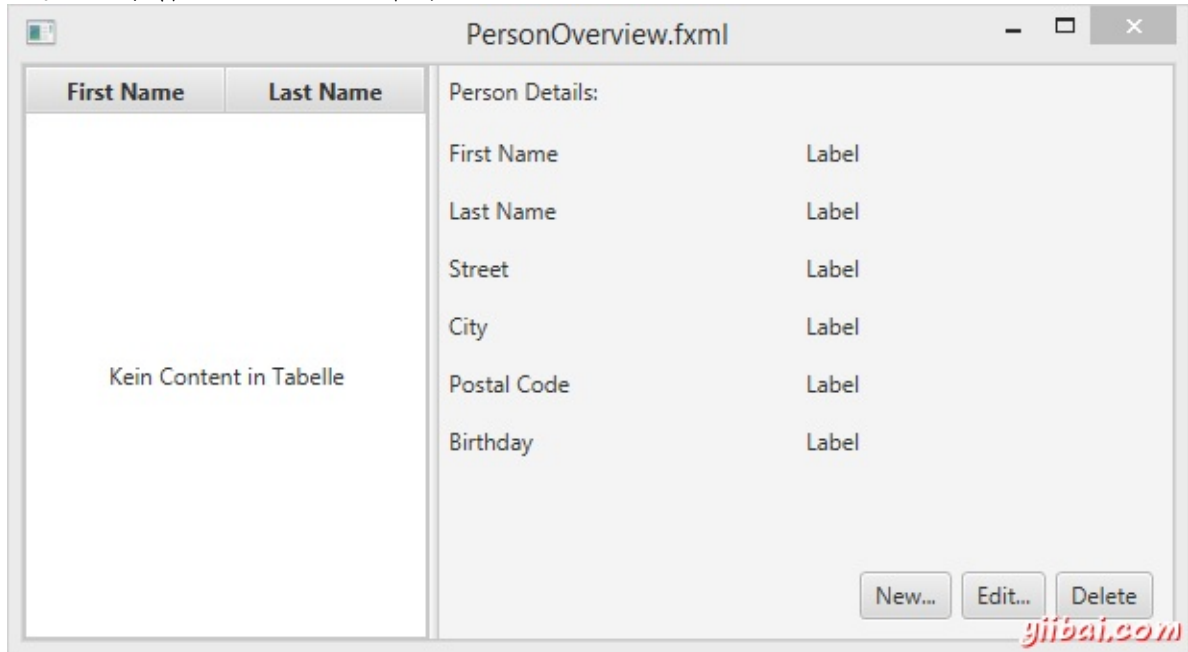 PersonOverview.fxml
First Name Last Name
Kein Content in Tabelle
Person Details:
First Name Label
Last Name Label
Street Label
City Label
Postal Code Label
Birthday Label
New... Edit... Delete
yiibai.com